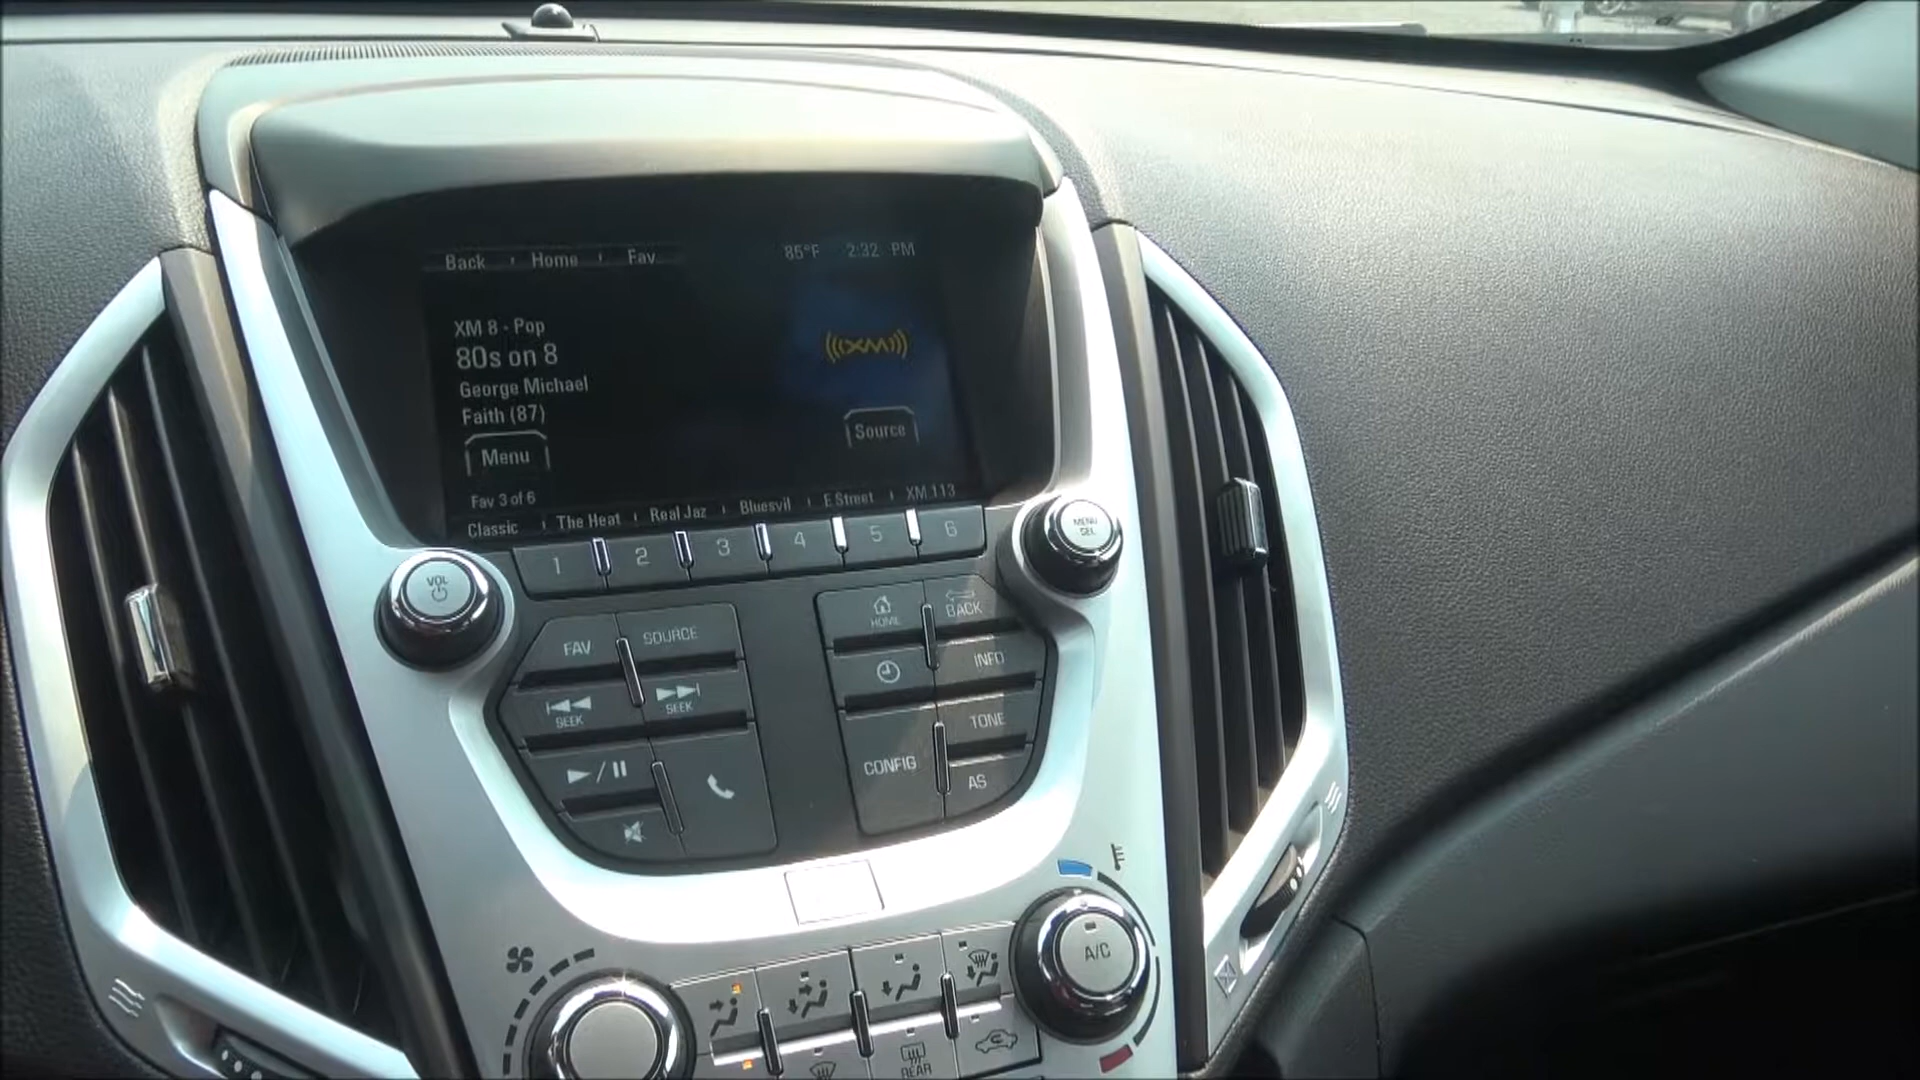 Back Home Fav 85°F 2:32 PM
XM 8 - Pop
80s on 8
George Michael
Faith (87)
((XM))
Menu
Source
Fav 3 of 6
Classic The Heat Real Jaz Bluesvil E Street XM 113
1 2 3 4 5 6
VOL
MENU
SEL
FAV SOURCE
SEEK SEEK
HOME
BACK
INFO
TONE
CONFIG
AS
A/C
REAR